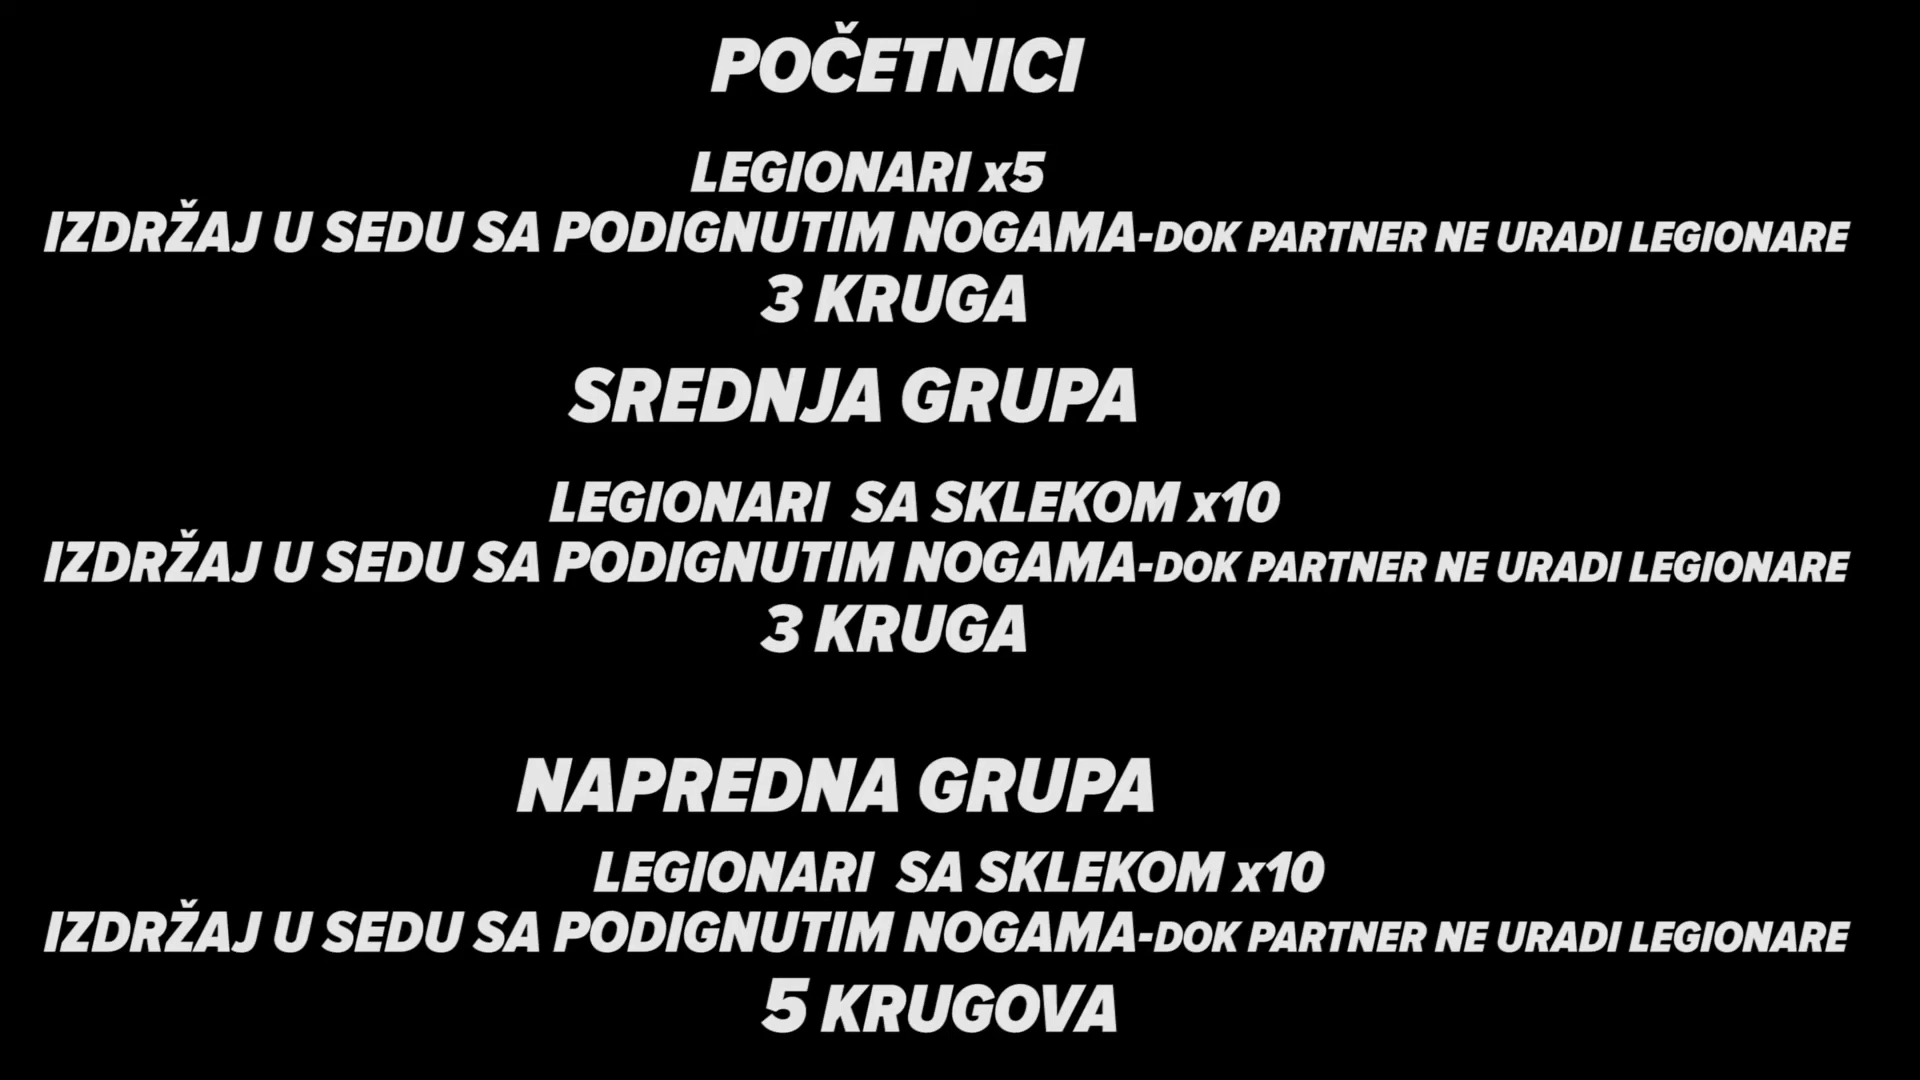 POČETNICI
LEGIONARI x5
IZDRŽAJ U SEDU SA PODIGNUTIM NOGAMA-DOK PARTNER NE URADI LEGIONARE
3 KRUGA
SREDNJA GRUPA
LEGIONARI SA SKLEKOM x10
IZDRŽAJ U SEDU SA PODIGNUTIM NOGAMA-DOK PARTNER NE URADI LEGIONARE
3 KRUGA
NAPREDNA GRUPA
LEGIONARI SA SKLEKOM x10
IZDRŽAJ U SEDU SA PODIGNUTIM NOGAMA-DOK PARTNER NE URADI LEGIONARE
5 KRUGOVA